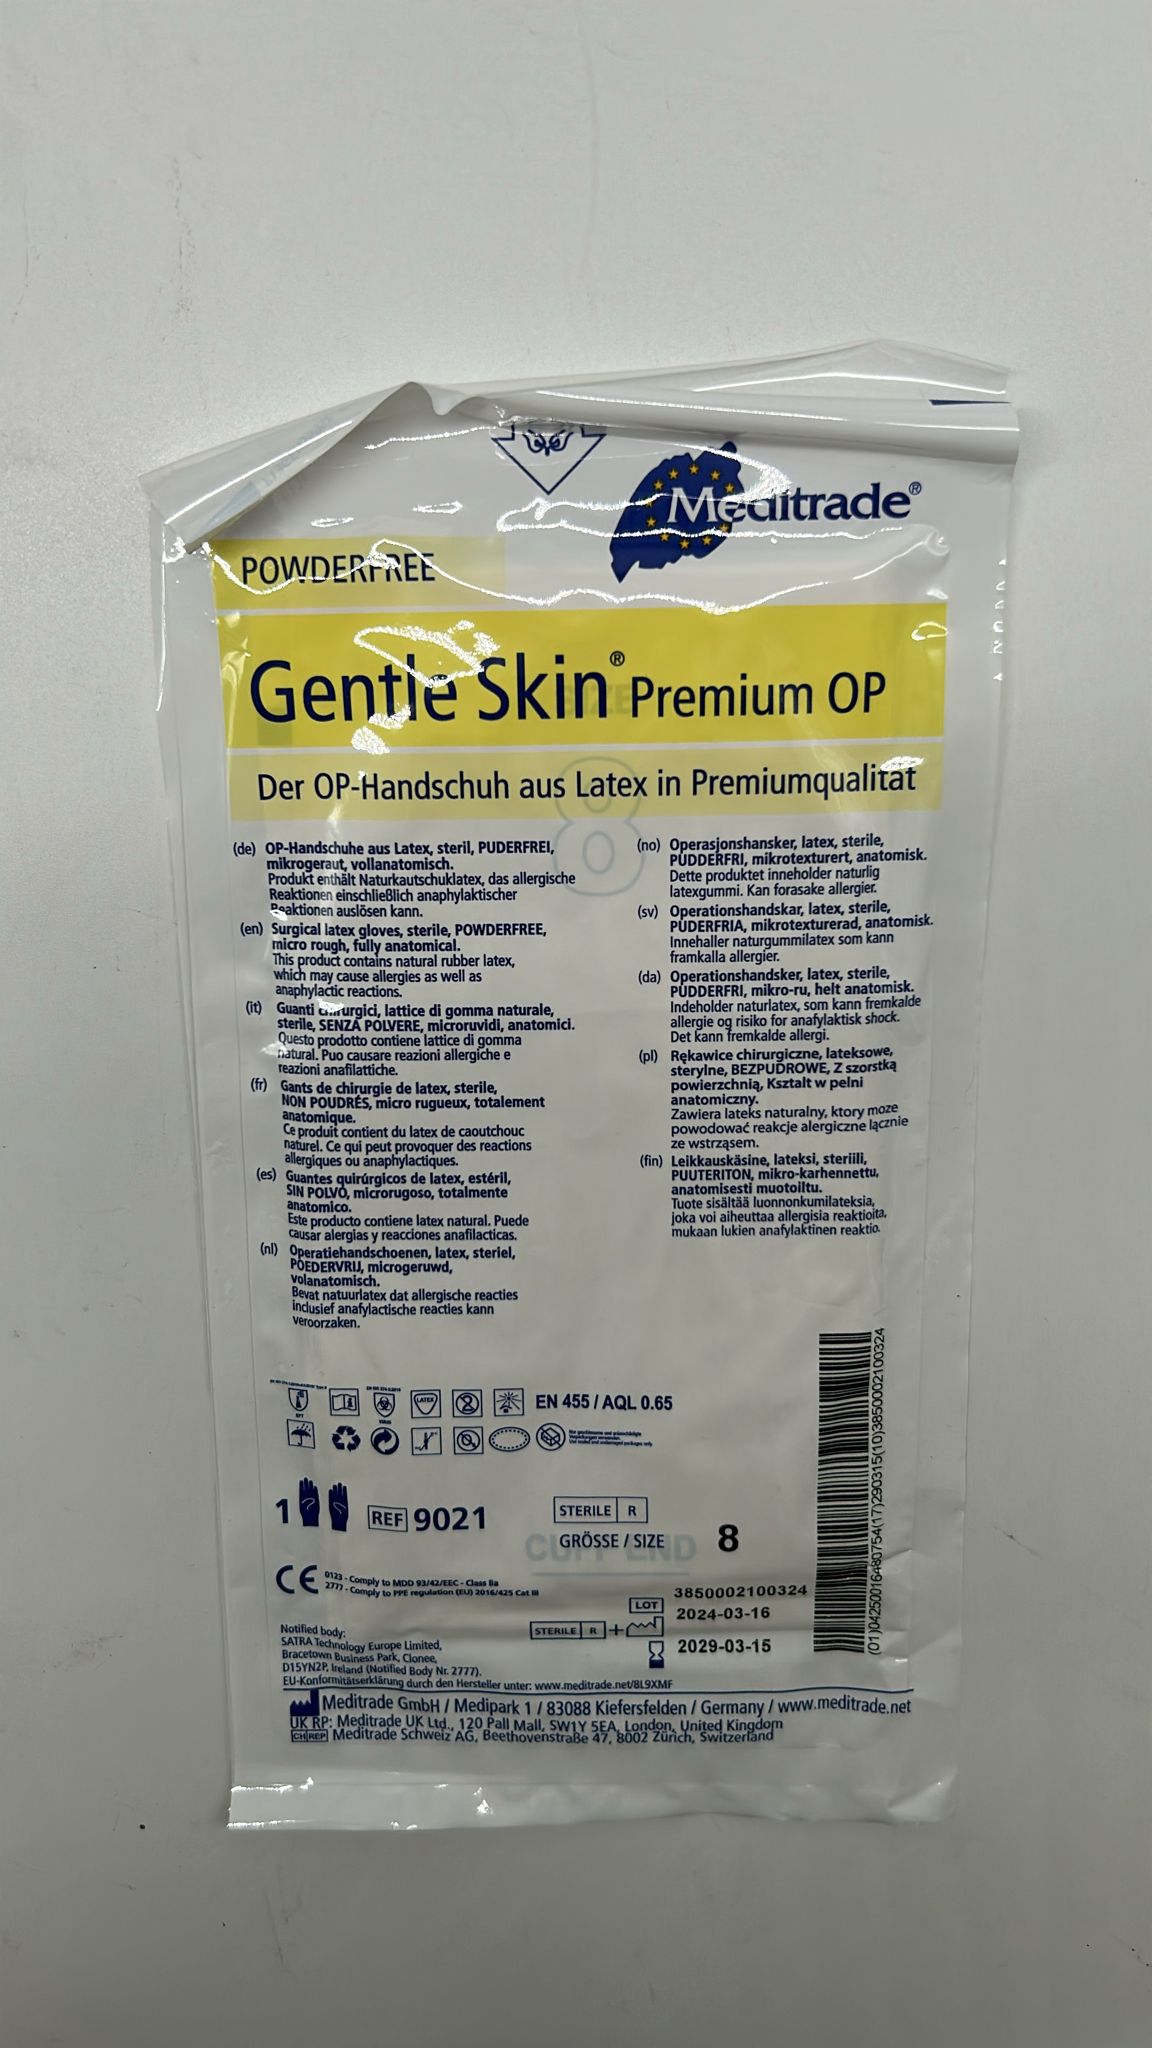 Meditrade®
POWDERFREE
Gentle Skin® Premium OP
Der OP-Handschuh aus Latex in Premiumqualität
(de) OP-Handschuhe aus Latex, steril, PUDERFREI,
mikrogeraut, vollanatomisch.
Produkt enthält Naturkautschuklatex, das allergische
Reaktionen einschließlich anaphylaktischer
Reaktionen auslösen kann.
(en) Surgical latex gloves, sterile, POWDERFREE,
micro rough, fully anatomical.
This product contains natural rubber latex,
which may cause allergies as well as
anaphylactic reactions.
(it) Guanti chirurgici, lattice di gomma naturale,
sterile, SENZA POLVERE, microruvidi, anatomici.
Questo prodotto contiene lattice di gomma
natural. Puo causare reazioni allergiche e
reazioni anafilattiche.
(fr) Gants de chirurgie de latex, sterile,
NON POUDRÉS, micro rugueux, totalement
anatomique.
Ce produit contient du latex de caoutchouc
naturel. Ce qui peut provoquer des reactions
allergiques ou anaphylactiques.
(es) Guantes quirúrgicos de latex, estéril,
SIN POLVO, microrugoso, totalmente
anatomico.
Este producto contiene latex natural. Puede
causar alergias y reacciones anafilacticas.
(nl) Operatiehandschoenen, latex, steriel,
POEDERVRIJ, microgeruwd,
volanatomisch.
Bevat natuurlatex dat allergische reacties
inclusief anafylactische reacties kann
veroorzaken.
(no) Operasjonshansker, latex, sterile,
PUDDERFRI, mikrotexturert, anatomisk.
Dette produktet inneholder naturlig
latexgummi. Kan forasake allergier.
(sv) Operationshandskar, latex, sterile,
PUDERFRIA, mikrotexturerad, anatomisk.
Innehaller naturgummilatex som kann
framkalla allergier.
(da) Operationshandsker, latex, sterile,
PUDDERFRI, mikro-ru, helt anatomisk.
Indeholder naturlatex, som kann fremkalde
allergie og risiko for anafylaktisk shock.
Det kann fremkalde allergi.
(pl) Rękawice chirurgiczne, lateksowe,
sterylne, BEZPUDROWE, Z szorstką
powierzchnią, Ksztalt w pelni
anatomiczny.
Zawiera lateks naturalny, ktory moze
powodować reakcje alergiczne lącznie
ze wstrząsem.
(fin) Leikkauskäsine, lateksi, steriili,
PUUTERITON, mikro-karhennettu,
anatomisesti muotoiltu.
Tuote sisältää luonnonkumilateksia,
joka voi aiheuttaa allergisia reaktioita,
mukaan lukien anafylaktinen reaktio.
LATEX
EN 455 / AQL 0.65
1
REF 9021
STERILE R
GRÖSSE / SIZE 8
CUFF END
CE 0123 - Comply to MDD 93/42/EEC - Class IIa
2777 - Comply to PPE regulation (EU) 2016/425 Cat III
LOT 3850002100324
STERILE R + 2024-03-16
2029-03-15
(01)04250016480754(17)290315(10)3850002100324
Notified body:
SATRA Technology Europe Limited,
Bracetown Business Park, Clonee,
D15YN2P, Ireland (Notified Body Nr. 2777).
EU-Konformitätserklärung durch den Hersteller unter: www.meditrade.net/8L9XMF
Meditrade GmbH / Medipark 1 / 83088 Kiefersfelden / Germany / www.meditrade.net
UK RP: Meditrade UK Ltd., 120 Pall Mall, SW1Y 5EA, London, United Kingdom
CH REP Meditrade Schweiz AG, Beethovenstraße 47, 8002 Zürich, Switzerland